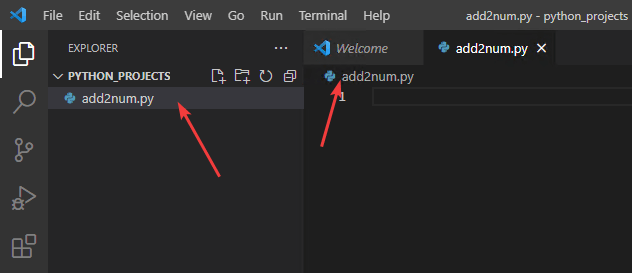 File Edit Selection View Go Run Terminal Help add2num.py - python_projects
EXPLORER
PYTHON_PROJECTS
add2num.py
Welcome
add2num.py
add2num.py
1